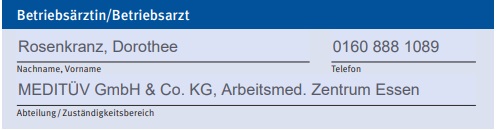 Betriebsärztin/Betriebsarzt
Rosenkranz, Dorothee 0160 888 1089
Nachname, Vorname Telefon
MEDITÜV GmbH & Co. KG, Arbeitsmed. Zentrum Essen
Abteilung/Zuständigkeitsbereich